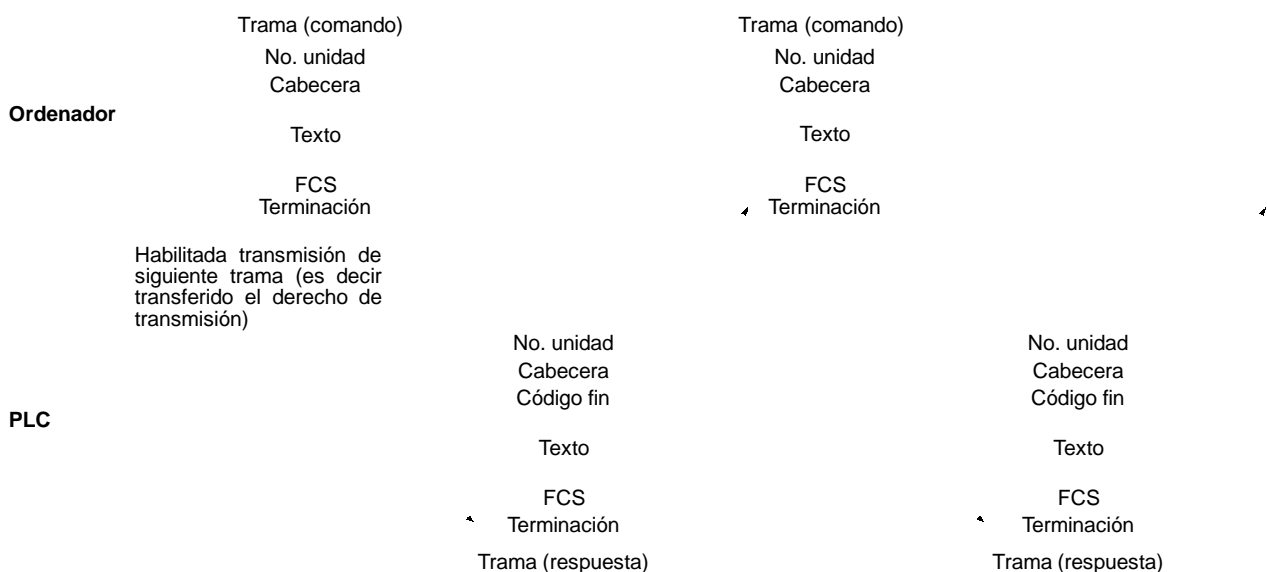 Trama (comando)
Trama (comando)
No. unidad
No. unidad
Cabecera
Cabecera
Ordenador
Texto
Texto
FCS
FCS
Terminación
Terminación
Habilitada transmisión de
siguiente trama (es decir
transferido el derecho de
transmisión)
No. unidad
No. unidad
Cabecera
Cabecera
Código fin
Código fin
PLC
Texto
Texto
FCS
FCS
Terminación
Terminación
Trama (respuesta)
Trama (respuesta)